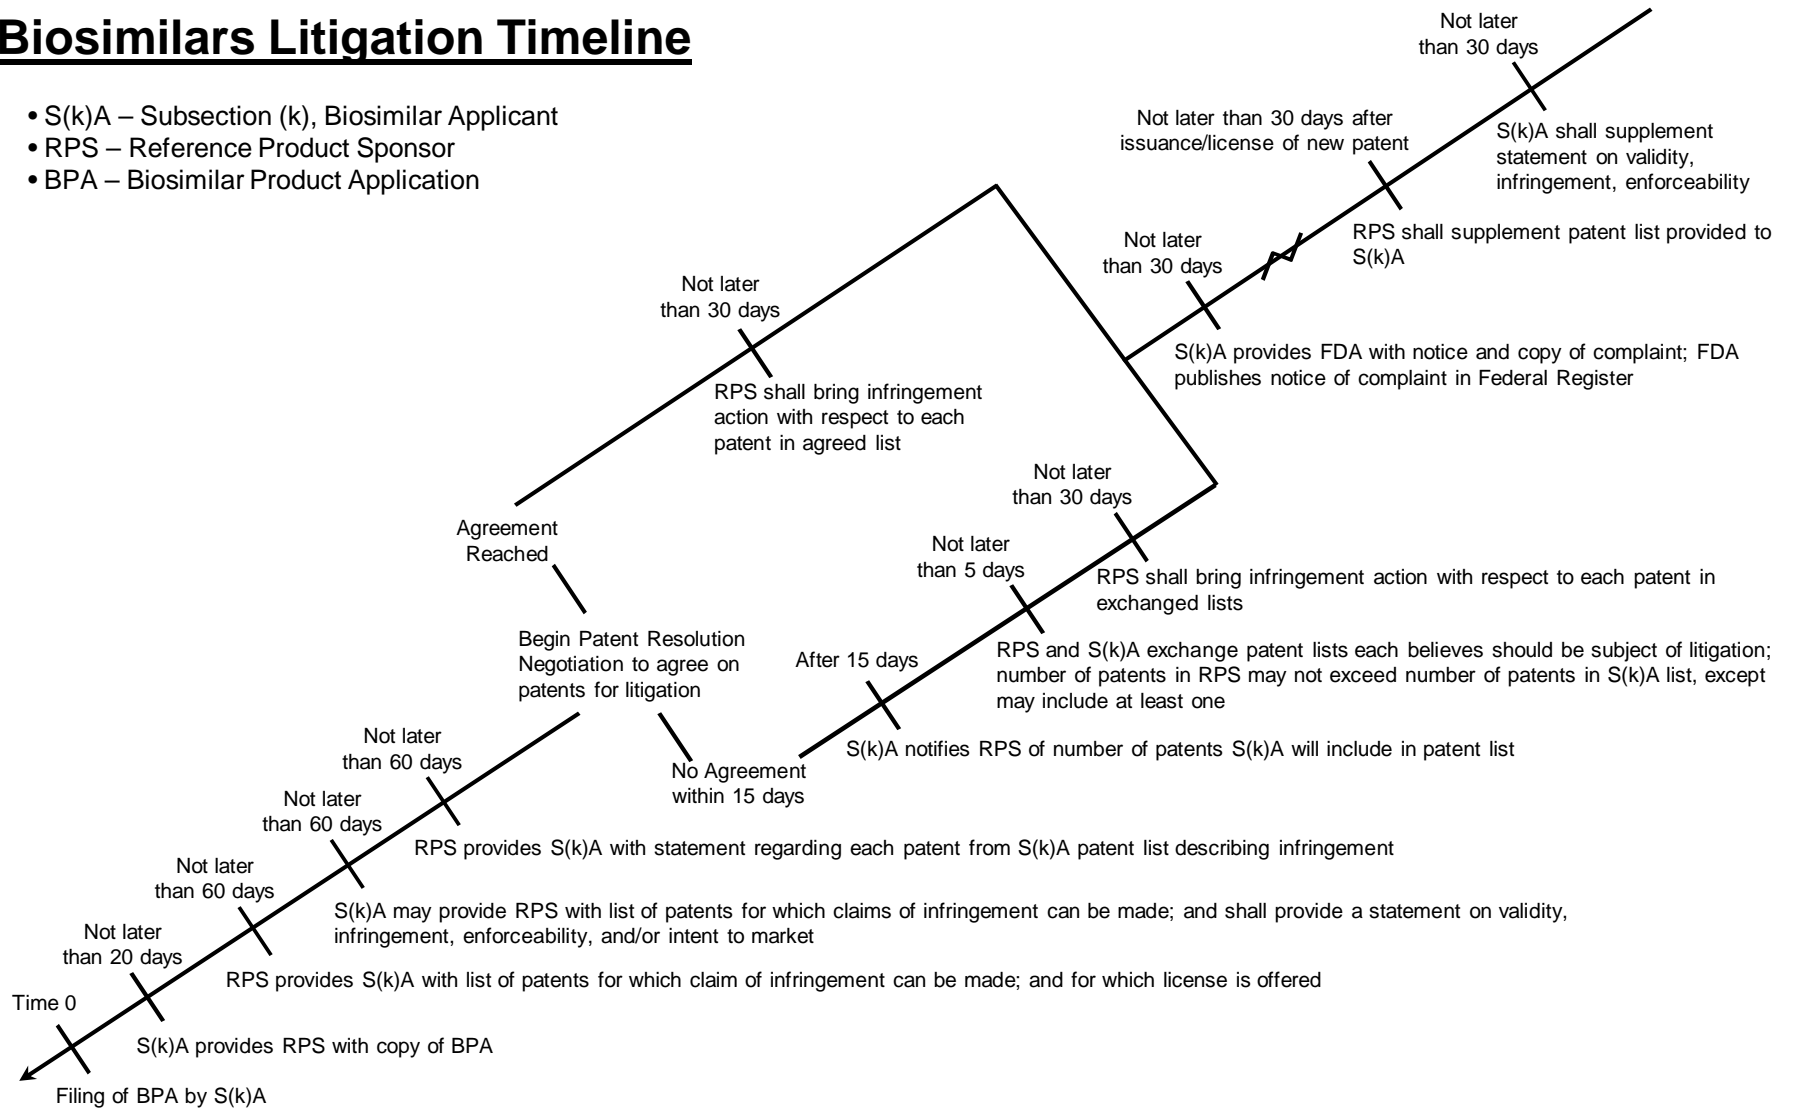 Biosimilars Litigation Timeline
• S(k)A – Subsection (k), Biosimilar Applicant
• RPS – Reference Product Sponsor
• BPA – Biosimilar Product Application
Not later
than 30 days
S(k)A shall supplement
statement on validity,
infringement, enforceability
Not later than 30 days after
issuance/license of new patent
RPS shall supplement patent list provided to
S(k)A
Not later
than 30 days
S(k)A provides FDA with notice and copy of complaint; FDA
publishes notice of complaint in Federal Register
Not later
than 30 days
RPS shall bring infringement
action with respect to each
patent in agreed list
Agreement
Reached
Not later
than 30 days
RPS shall bring infringement action with respect to each patent in
exchanged lists
Not later
than 5 days
RPS and S(k)A exchange patent lists each believes should be subject of litigation;
number of patents in RPS may not exceed number of patents in S(k)A list, except
may include at least one
After 15 days
S(k)A notifies RPS of number of patents S(k)A will include in patent list
Begin Patent Resolution
Negotiation to agree on
patents for litigation
No Agreement
within 15 days
Not later
than 60 days
RPS provides S(k)A with statement regarding each patent from S(k)A patent list describing infringement
Not later
than 60 days
S(k)A may provide RPS with list of patents for which claims of infringement can be made; and shall provide a statement on validity,
infringement, enforceability, and/or intent to market
Not later
than 60 days
RPS provides S(k)A with list of patents for which claim of infringement can be made; and for which license is offered
Not later
than 20 days
S(k)A provides RPS with copy of BPA
Time 0
Filing of BPA by S(k)A